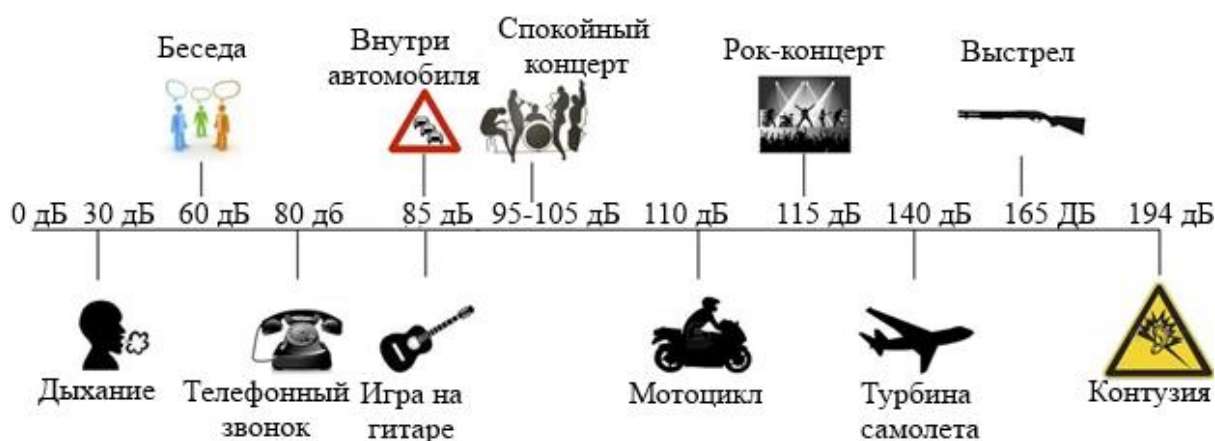 Беседа
Внутри
автомобиля
Спокойный
концерт
Рок-концерт
Выстрел
0 дБ 30 дБ 60 дБ 80 дб 85 дБ 95-105 дБ 110 дБ 115 дБ 140 дБ 165 ДБ 194 дБ
Дыхание
Телефонный
звонок
Игра на
гитаре
Мотоцикл
Турбина
самолета
Контузия